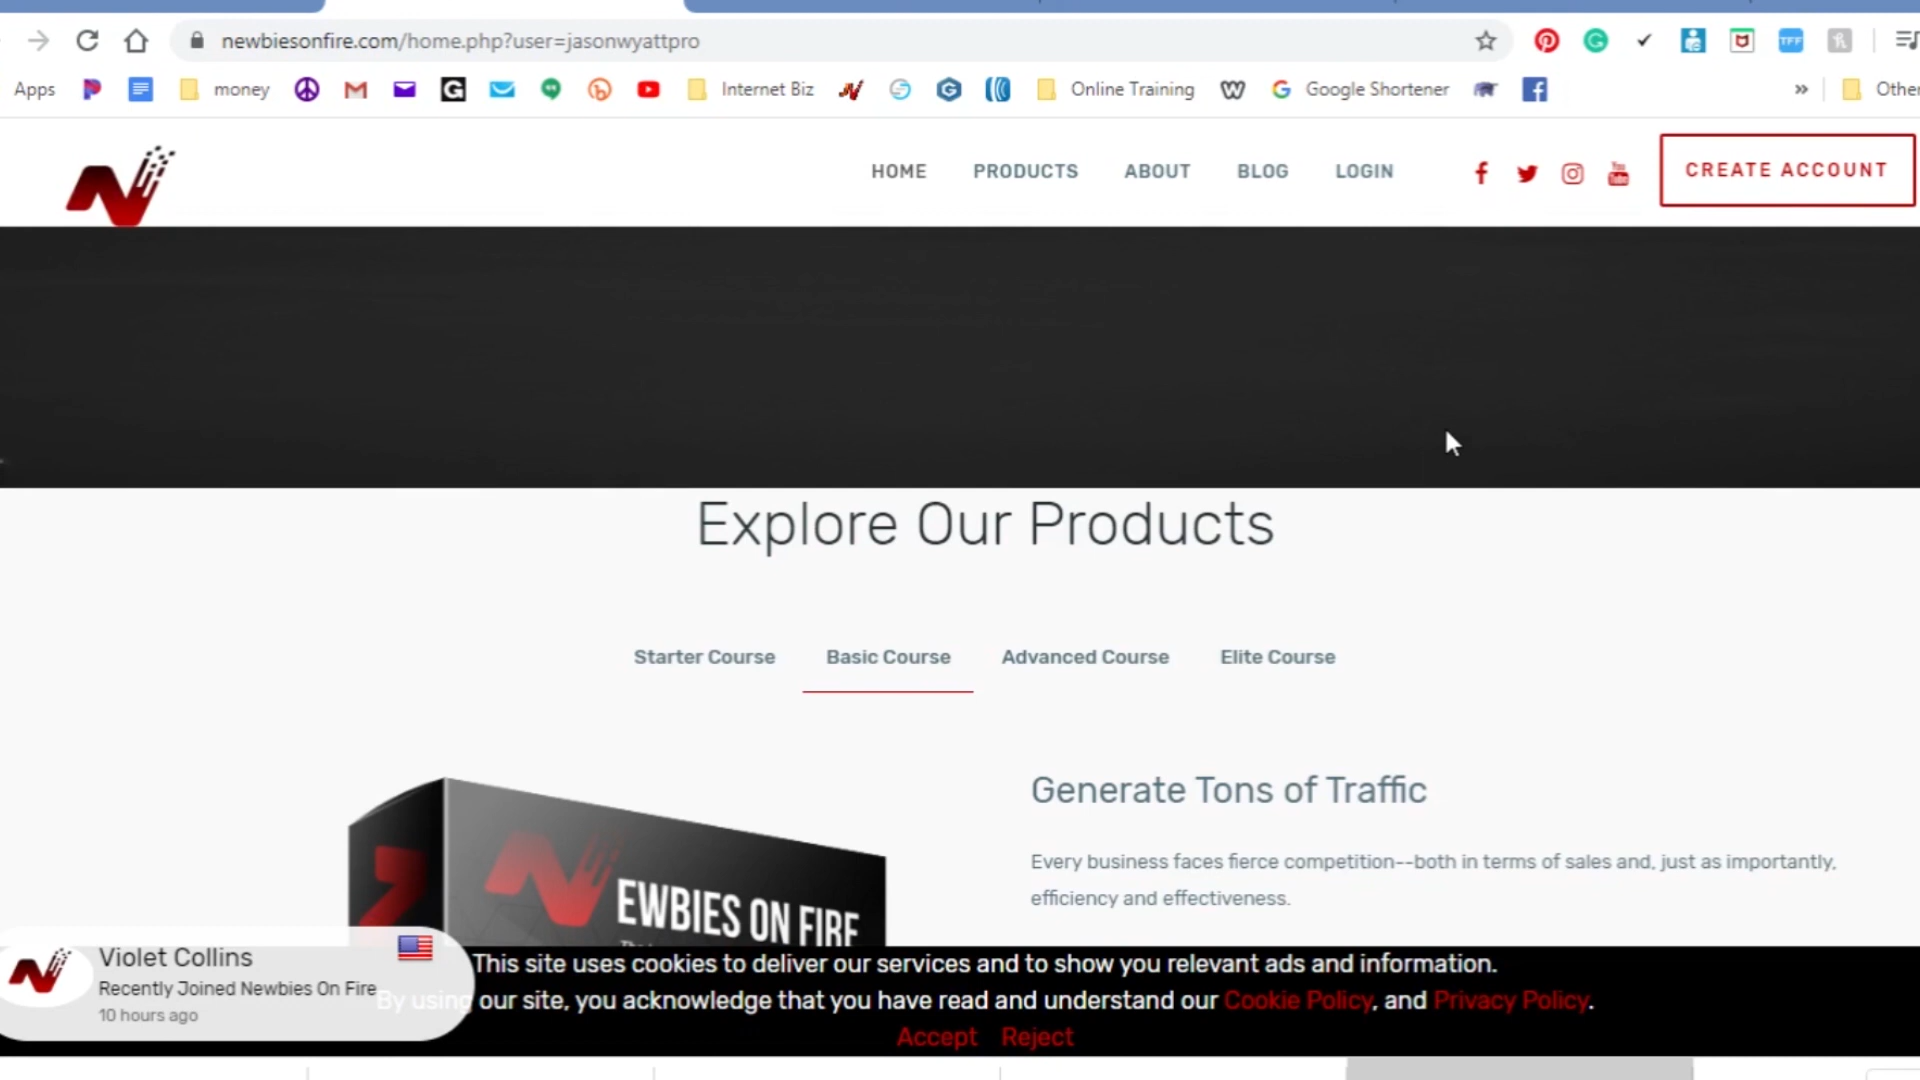 newbiesonfire.com/home.php?user=jasonwyattpro
TFF
Apps money Internet Biz Online Training Google Shortener » Other
HOME PRODUCTS ABOUT BLOG LOGIN CREATE ACCOUNT
Explore Our Products
Starter Course Basic Course Advanced Course Elite Course
Generate Tons of Traffic
Every business faces fierce competition--both in terms of sales and, just as importantly,
efficiency and effectiveness.
EWBIES ON FIRE
Violet Collins
Recently Joined Newbies On Fire
10 hours ago
This site uses cookies to deliver our services and to show you relevant ads and information.
By using our site, you acknowledge that you have read and understand our Cookie Policy, and Privacy Policy.
Accept Reject